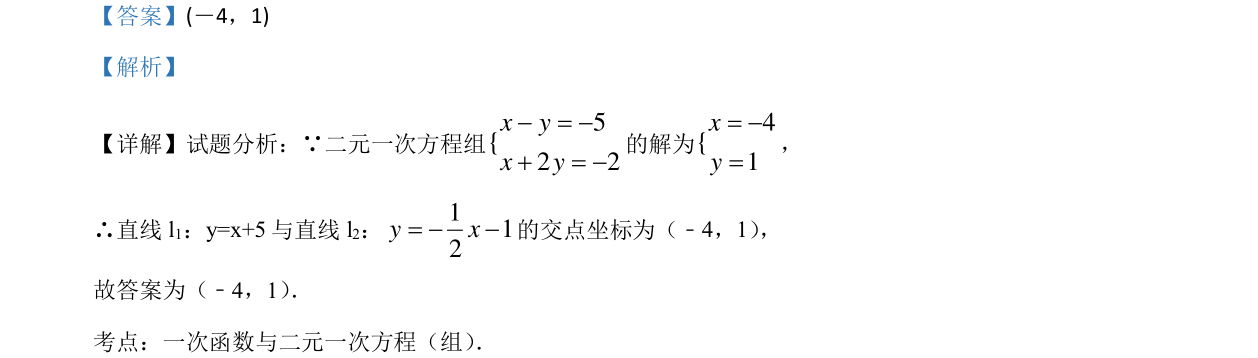 【答案】(－4，1)
【解析】
【详解】试题分析：∵二元一次方程组{x－y＝－5 x＋2y＝－2 的解为{x＝－4 y＝1 ，
∴直线 l₁：y=x+5 与直线 l₂： y＝－1/2 x－1的交点坐标为（﹣4，1），
故答案为（﹣4，1）．
考点：一次函数与二元一次方程（组）．